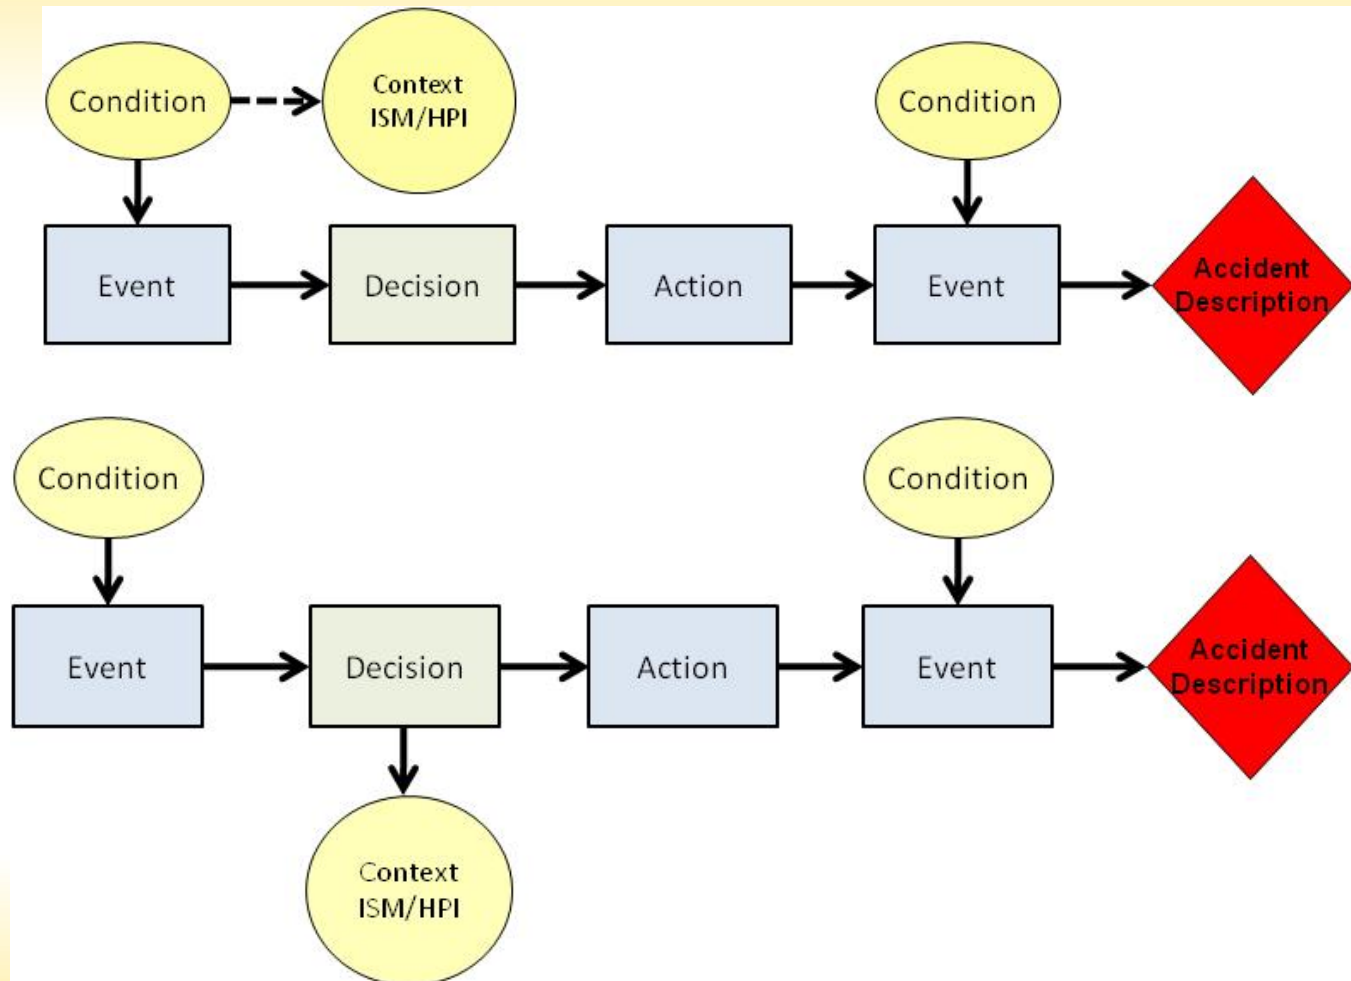 Condition
Context
ISM/HPI
Condition
Event
Decision
Action
Event
Accident
Description
Condition
Condition
Event
Decision
Action
Event
Accident
Description
Context
ISM/HPI